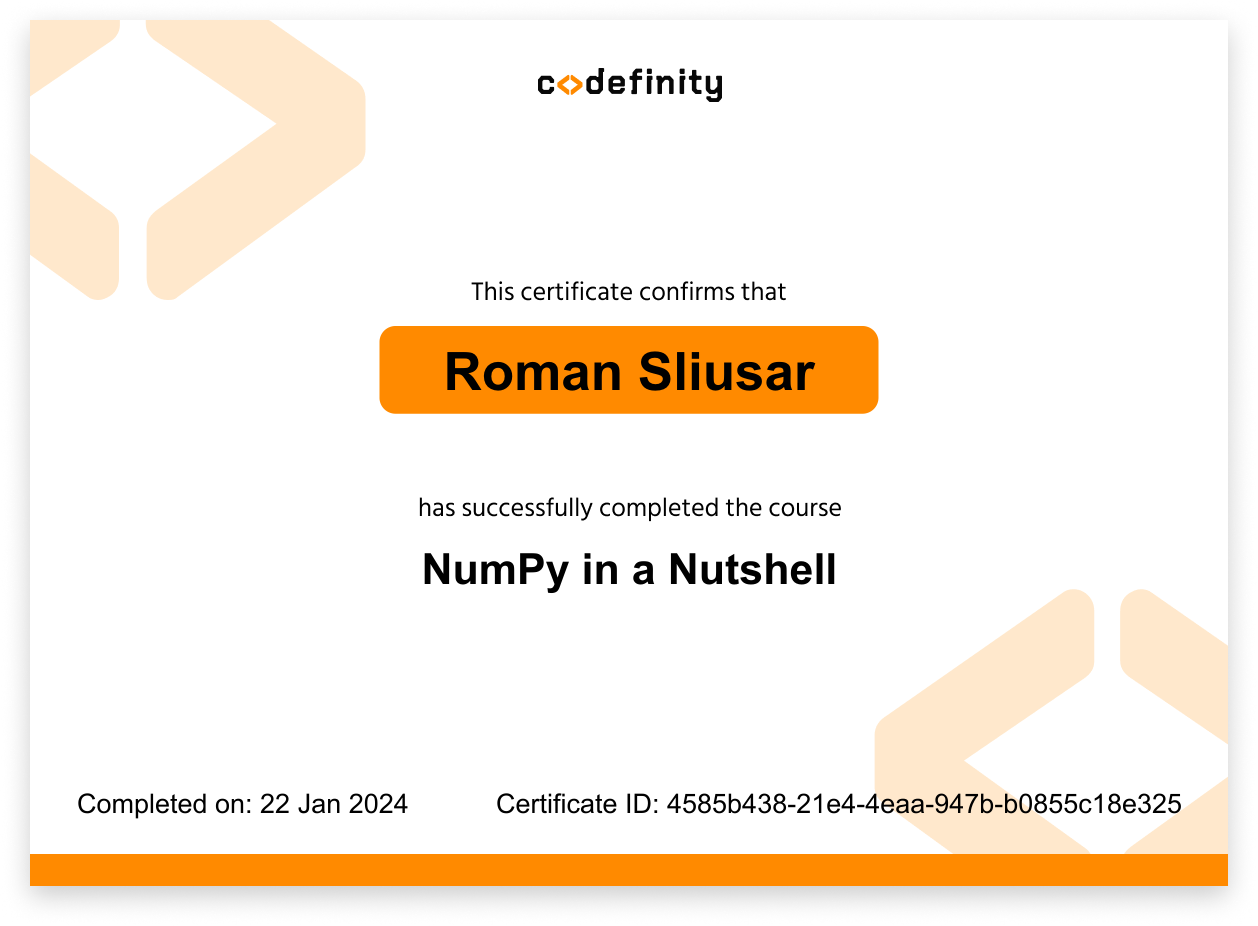 codefinity
This certificate confirms that
Roman Sliusar
has successfully completed the course
NumPy in a Nutshell
Completed on: 22 Jan 2024
Certificate ID: 4585b438-21e4-4eaa-947b-b0855c18e325